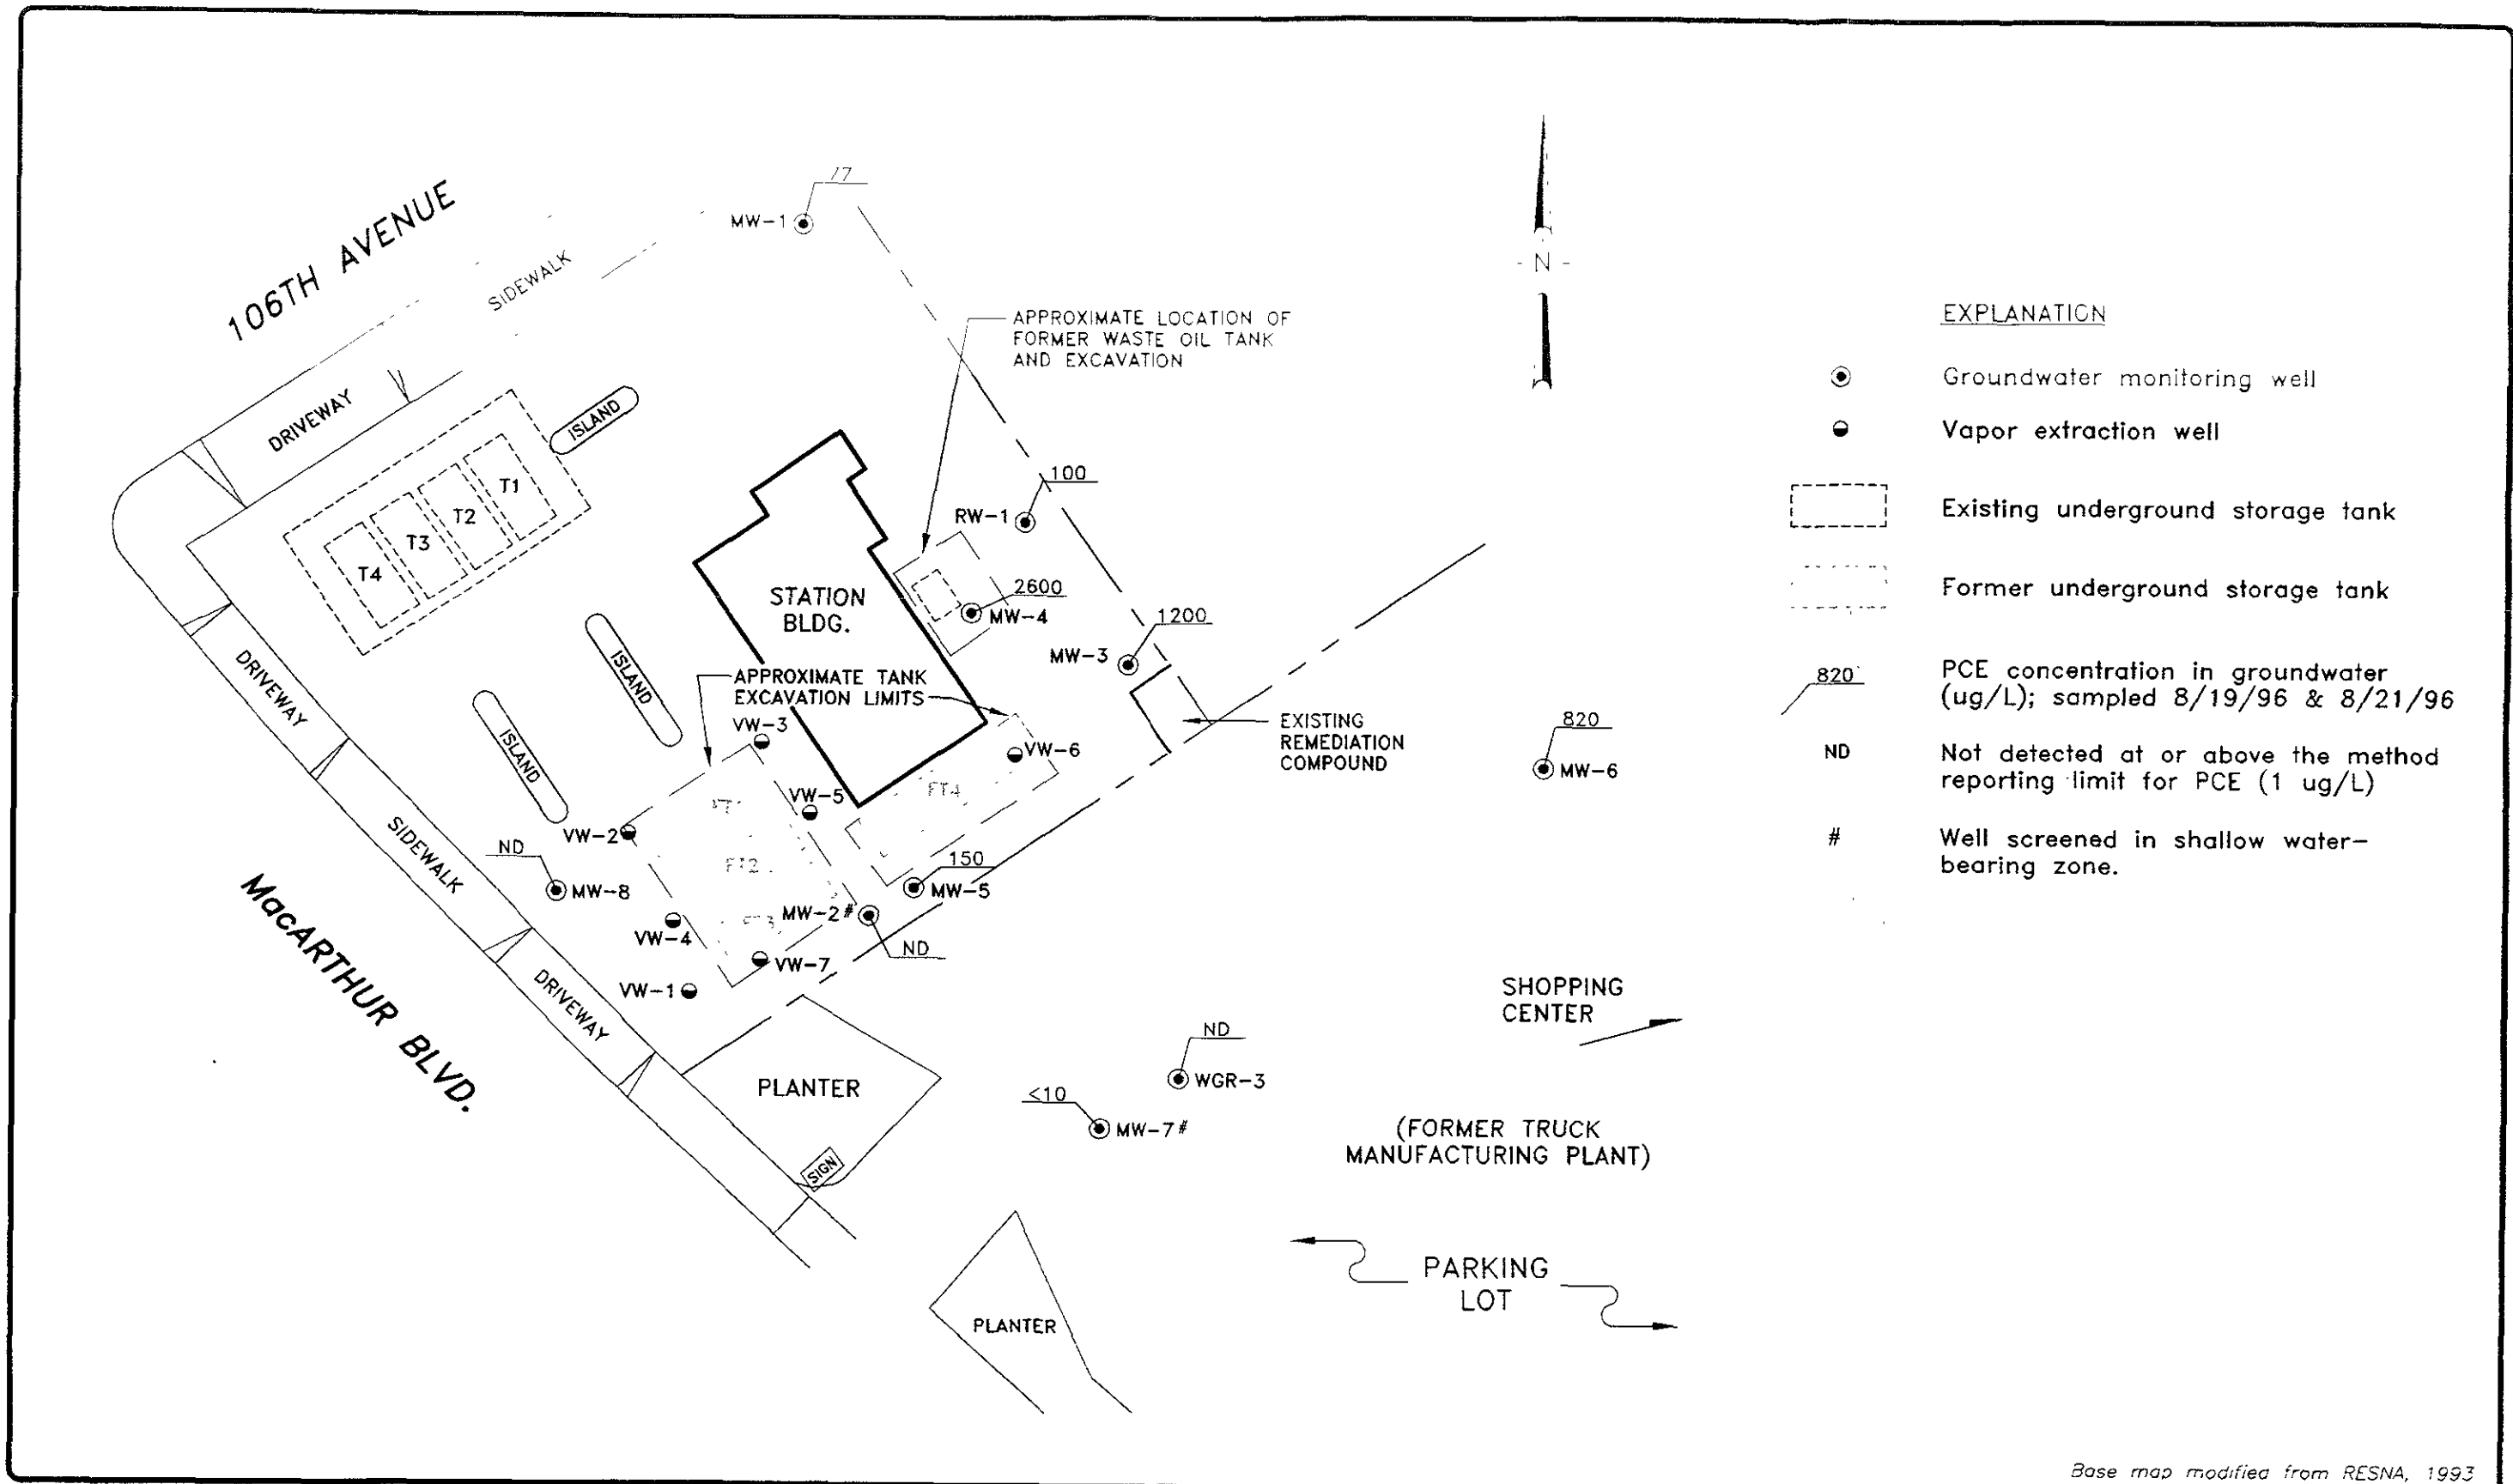 106TH AVENUE
SIDEWALK
DRIVEWAY
MW-1
17
APPROXIMATE LOCATION OF
FORMER WASTE OIL TANK
AND EXCAVATION
- N -
ISLAND
T1
T2
T3
T4
RW-1
100
STATION
BLDG.
2600
MW-4
1200
MW-3
DRIVEWAY
ISLAND
ISLAND
APPROXIMATE TANK
EXCAVATION LIMITS
VW-3
VW-6
EXISTING
REMEDIATION
COMPOUND
820
MW-6
VW-5
FT4
VW-2
SIDEWALK
ND
MW-8
FT2
150
MW-5
MW-2#
ND
VW-4
VW-7
VW-1
DRIVEWAY
MacARTHUR BLVD.
PLANTER
SIGN
ND
WGR-3
<10
MW-7#
SHOPPING
CENTER
(FORMER TRUCK
MANUFACTURING PLANT)
PARKING
LOT
PLANTER
EXPLANATION
Groundwater monitoring well
Vapor extraction well
Existing underground storage tank
Former underground storage tank
820 PCE concentration in groundwater
(ug/L); sampled 8/19/96 & 8/21/96
ND Not detected at or above the method
reporting limit for PCE (1 ug/L)
# Well screened in shallow water-
bearing zone.
Base map modified from RESNA, 1993